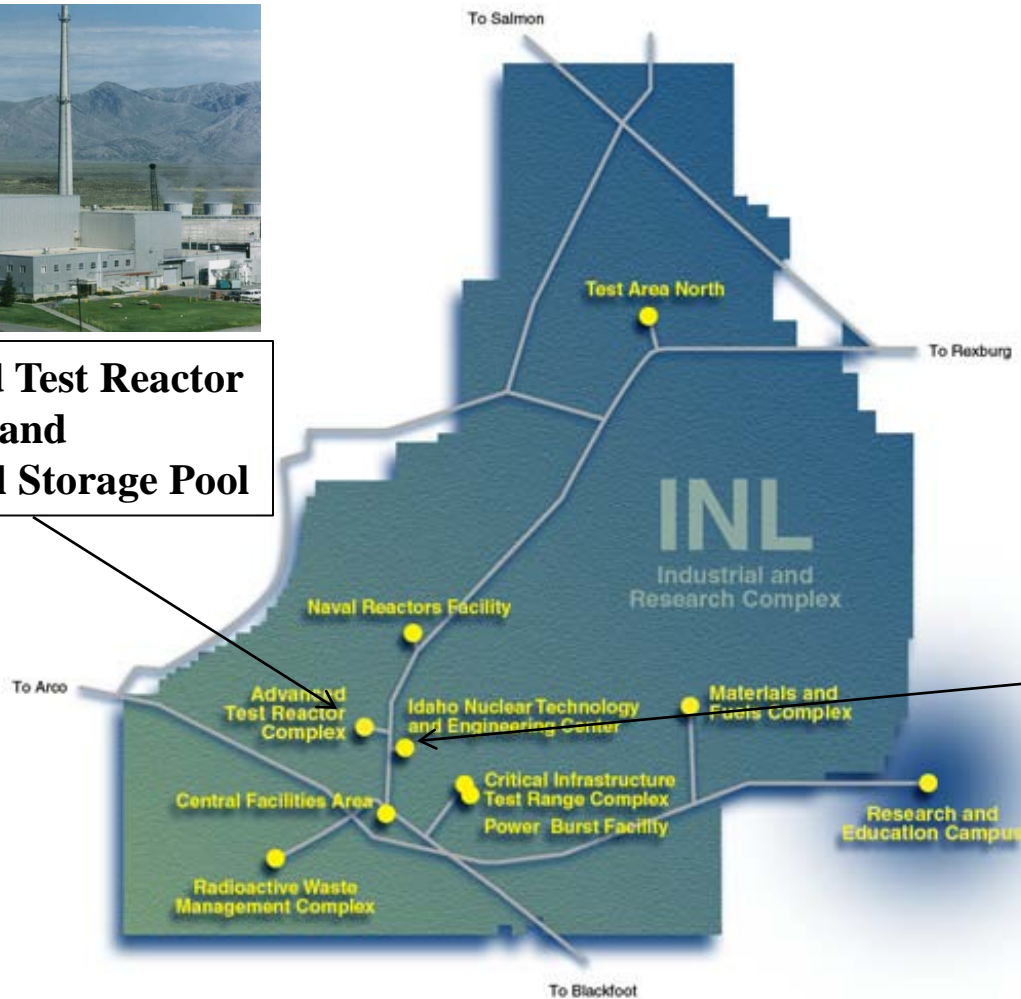 To Salmon
Test Area North
To Rexburg
Test Reactor
and
Storage Pool
INL
Industrial and
Research Complex
Naval Reactors Facility
To Arco
Advanced
Test Reactor
Complex
Idaho Nuclear Technology
and Engineering Center
Materials and
Fuels Complex
Central Facilities Area
Critical Infrastructure
Test Range Complex
Power Burst Facility
Research and
Education Campus
Radioactive Waste
Management Complex
To Blackfoot